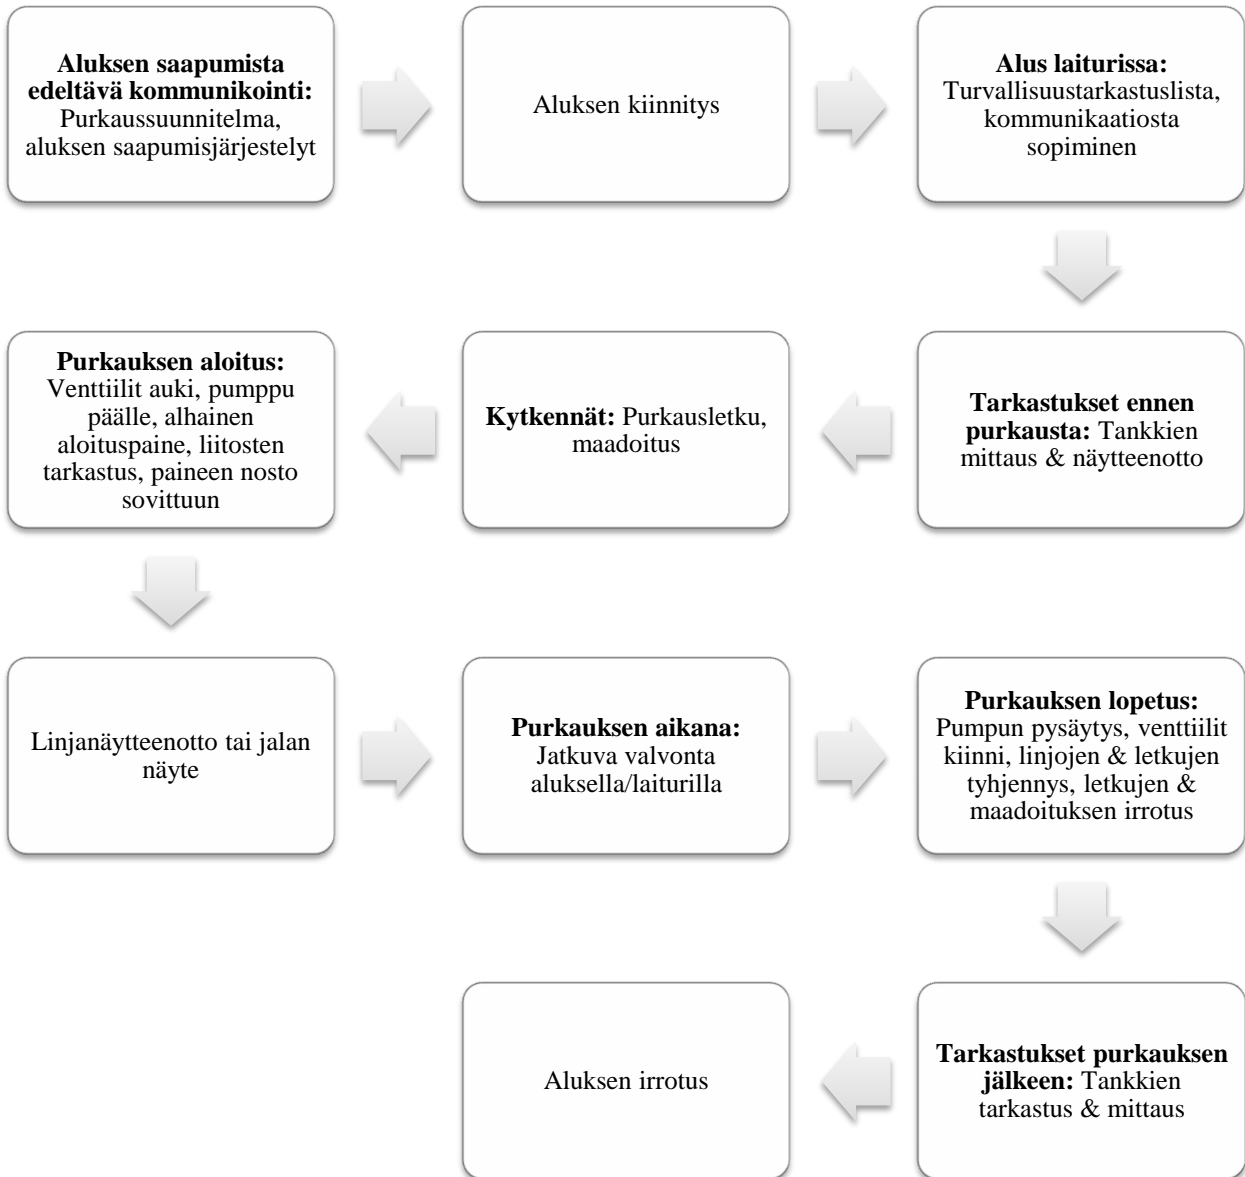 Aluksen saapumista
edeltävä kommunikointi:
Purkaussuunnitelma,
aluksen saapumisjärjestelyt
Aluksen kiinnitys
Alus laiturissa:
Turvallisuustarkastuslista,
kommunikaatiosta
sopiminen
Tarkastukset ennen
purkausta: Tankkien
mittaus & näytteenotto
Kytkennät: Purkausletku,
maadoitus
Purkauksen aloitus:
Venttiilit auki, pumppu
päälle, alhainen
aloituspaine, liitosten
tarkastus, paineen nosto
sovittuun
Linjanäytteenotto tai jalan
näyte
Purkauksen aikana:
Jatkuva valvonta
aluksella/laiturilla
Purkauksen lopetus:
Pumpun pysäytys, venttiilit
kiinni, linjojen & letkujen
tyhjennys, letkujen &
maadoituksen irrotus
Tarkastukset purkauksen
jälkeen: Tankkien
tarkastus & mittaus
Aluksen irrotus